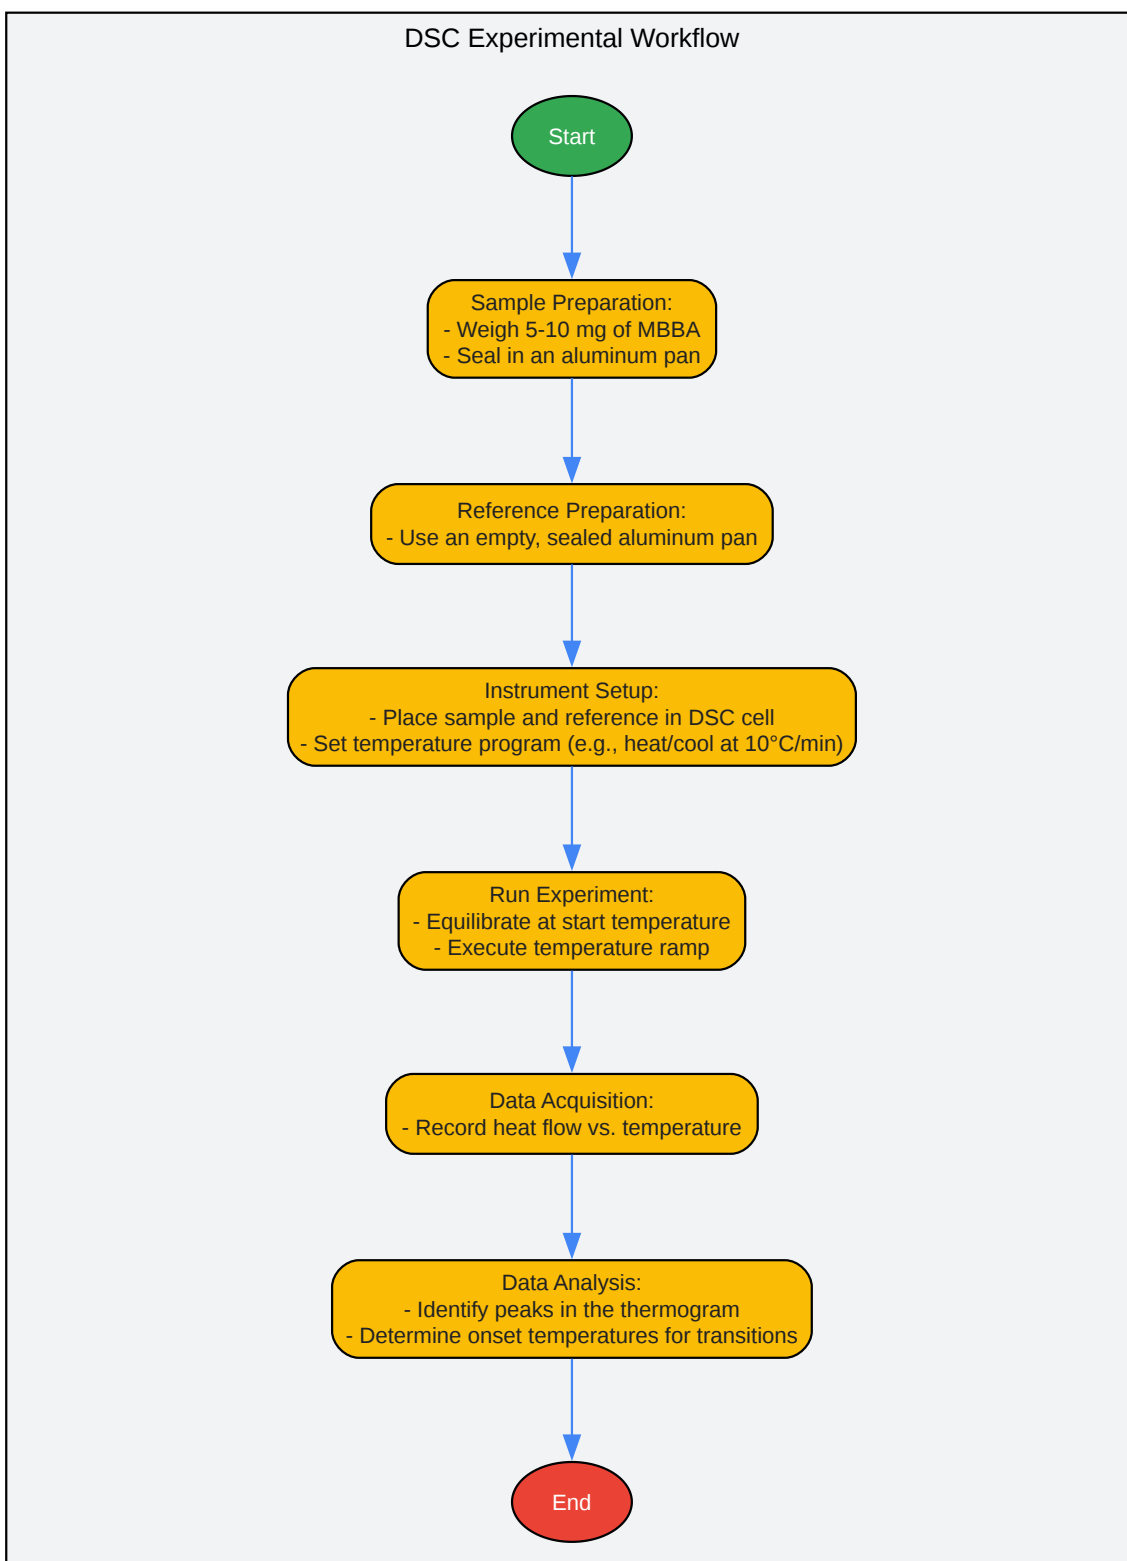 DSC Experimental Workflow
Start
Sample Preparation:
- Weigh 5-10 mg of MBBA
- Seal in an aluminum pan
Reference Preparation:
- Use an empty, sealed aluminum pan
Instrument Setup:
- Place sample and reference in DSC cell
- Set temperature program (e.g., heat/cool at 10°C/min)
Run Experiment:
- Equilibrate at start temperature
- Execute temperature ramp
Data Acquisition:
- Record heat flow vs. temperature
Data Analysis:
- Identify peaks in the thermogram
- Determine onset temperatures for transitions
End